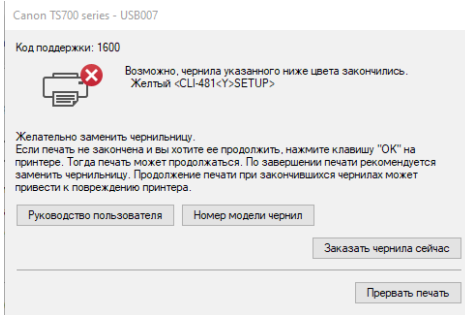 Canon TS700 series - USB007
Код поддержки: 1600
Возможно, чернила указанного ниже цвета закончились.
Желтый <CLI-481<Y>SETUP>
Желательно заменить чернильницу.
Если печать не закончена и вы хотите ее продолжить, нажмите клавишу "ОК" на
принтере. Тогда печать может продолжаться. По завершении печати рекомендуется
заменить чернильницу. Продолжение печати при закончившихся чернилах может
привести к повреждению принтера.
Руководство пользователя
Номер модели чернил
Заказать чернила сейчас
Прервать печать